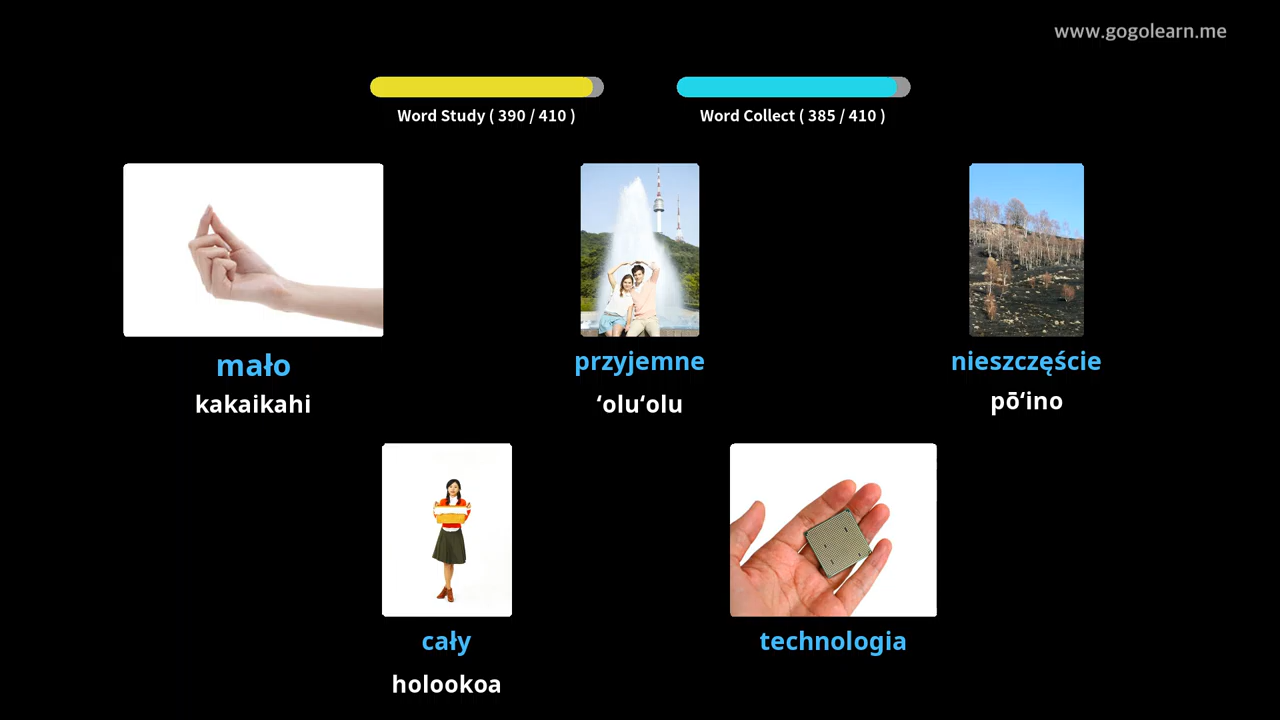 www.gogolearn.me
Word Study ( 390 / 410 )
Word Collect ( 385 / 410 )
mało
kakaikahi
przyjemne
ʻoluʻolu
nieszczęście
pōʻino
cały
holookoa
technologia